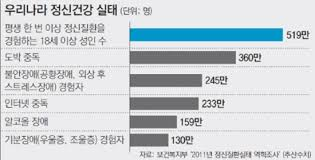 우리나라 정신건강 실태 (단위: 명)
평생 한 번 이상 정신질환을
경험하는 18세 이상 성인 수
519만
도박 중독
360만
불안장애(공황장애, 외상 후
스트레스장애) 경험자
245만
인터넷 중독
233만
알코올 장애
159만
기분장애(우울증, 조울증) 경험자
130만
자료: 보건복지부 '2011년 정신질환실태 역학조사' (추산수치)